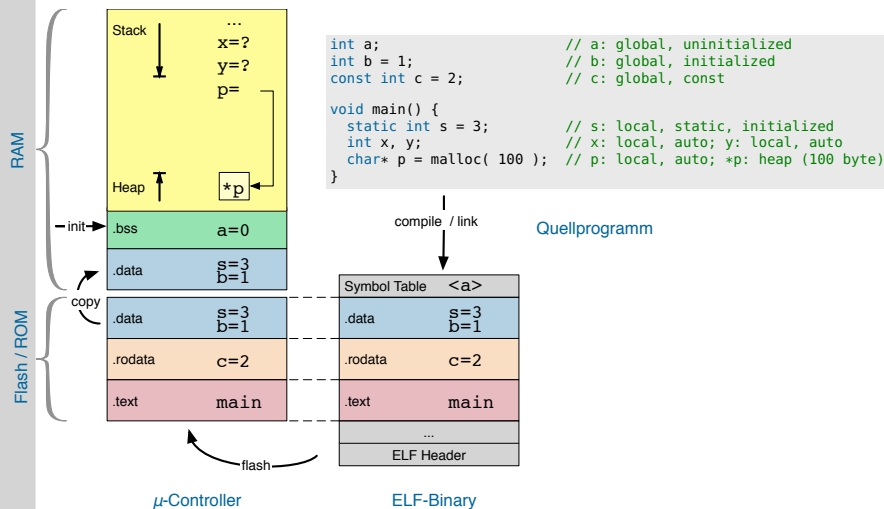 RAM
Flash / ROM
Stack
...
x=?
y=?
p=
Heap
*p
init
.bss a=0
.data s=3
b=1
copy
.data s=3
b=1
.rodata c=2
.text main
flash
μ-Controller
int a; // a: global, uninitialized
int b = 1; // b: global, initialized
const int c = 2; // c: global, const
void main() {
static int s = 3; // s: local, static, initialized
int x, y; // x: local, auto; y: local, auto
char* p = malloc( 100 ); // p: local, auto; *p: heap (100 byte)
}
compile / link
Quellprogramm
Symbol Table <a>
.data s=3
b=1
.rodata c=2
.text main
...
ELF Header
ELF-Binary